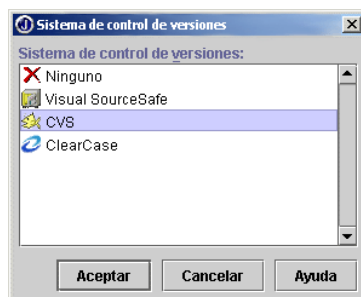 Sistema de control de versiones
Sistema de control de versiones:
Ninguno
Visual SourceSafe
CVS
ClearCase
Aceptar Cancelar Ayuda